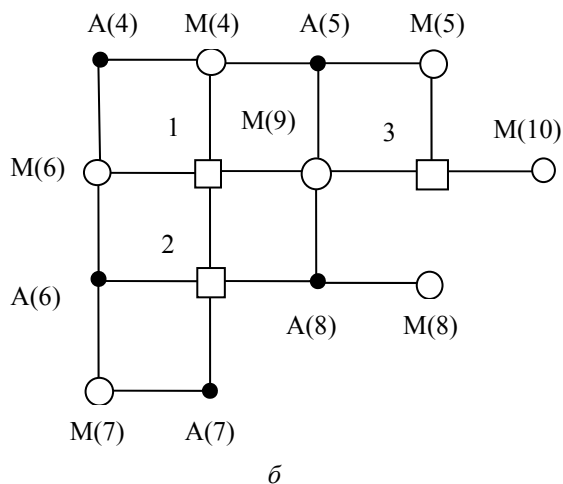 А(4) М(4) А(5) М(5)
1 М(9) 3 М(10)
М(6)
2
А(6)
А(8) М(8)
М(7) А(7)
б